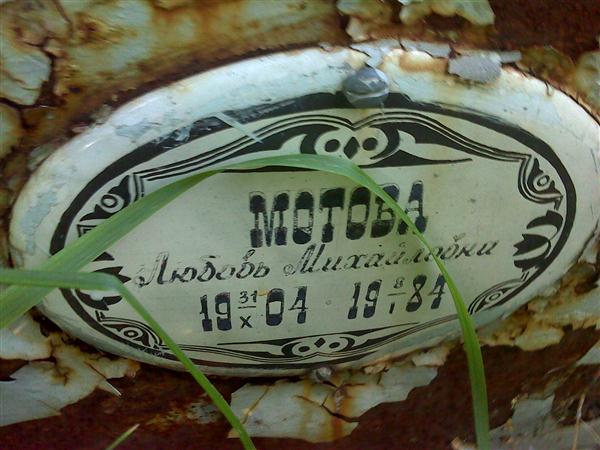 МОТОВА
Любовь Михайловна
19 31/X 04 19 8/I 84